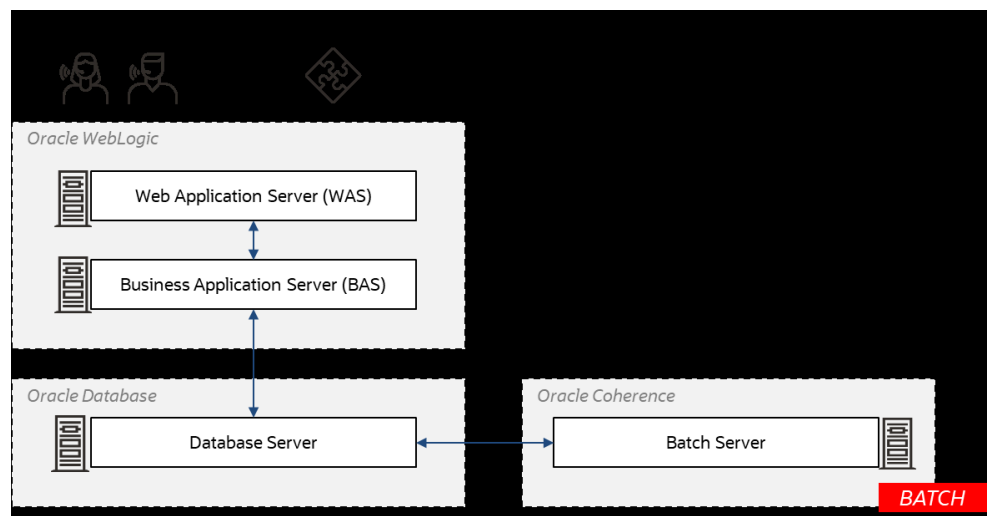 Oracle WebLogic
Web Application Server (WAS)
Business Application Server (BAS)
Oracle Database
Database Server
Oracle Coherence
Batch Server
BATCH